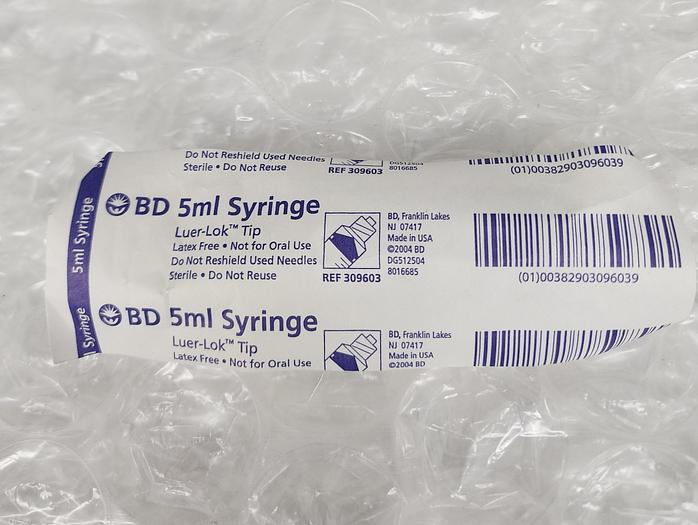 Do Not Reshield Used Needles
Sterile • Do Not Reuse
REF 309603
DG512504
8016685
(01)00382903096039
5ml Syringe
BD 5ml Syringe
Luer-Lok™ Tip
Latex Free • Not for Oral Use
Do Not Reshield Used Needles
Sterile • Do Not Reuse
REF 309603
BD, Franklin Lakes
NJ 07417
Made in USA
©2004 BD
DG512504
8016685
(01)00382903096039
Syringe
BD 5ml Syringe
Luer-Lok™ Tip
Latex Free • Not for Oral Use
BD, Franklin Lakes
NJ 07417
Made in USA
©2004 BD